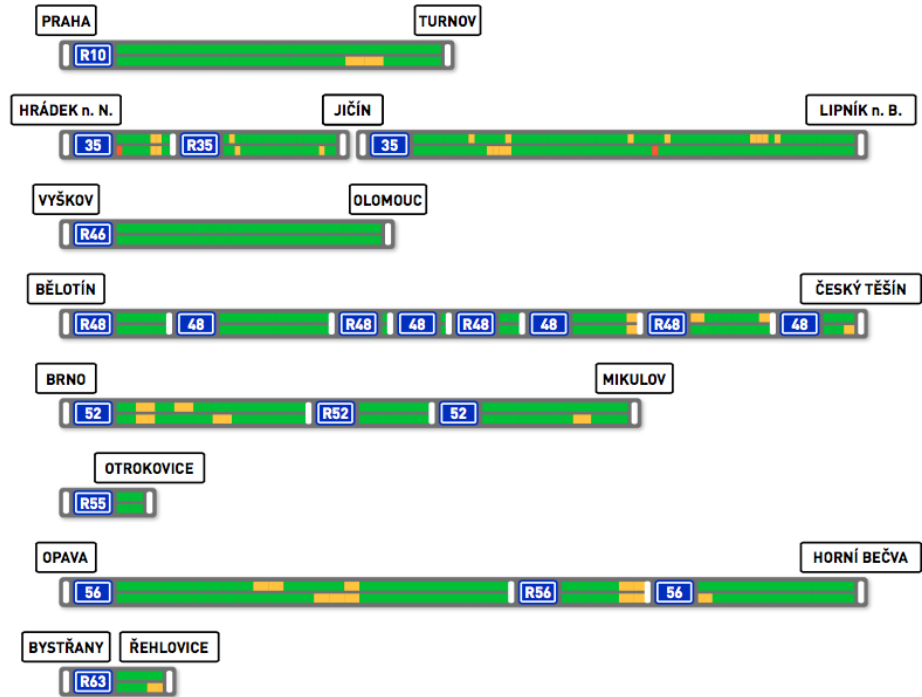 PRAHA TURNOV
R10
HRÁDEK n. N. JIČÍN LIPNÍK n. B.
35 R35 35
VYŠKOV OLOMOUC
R46
BĚLOTÍN ČESKÝ TĚŠÍN
R48 48 R48 48 R48 48 R48 48
BRNO MIKULOV
52 R52 52
OTROKOVICE
R55
OPAVA HORNÍ BEČVA
56 R56 56
BYSTŘANY ŘEHLOVICE
R63